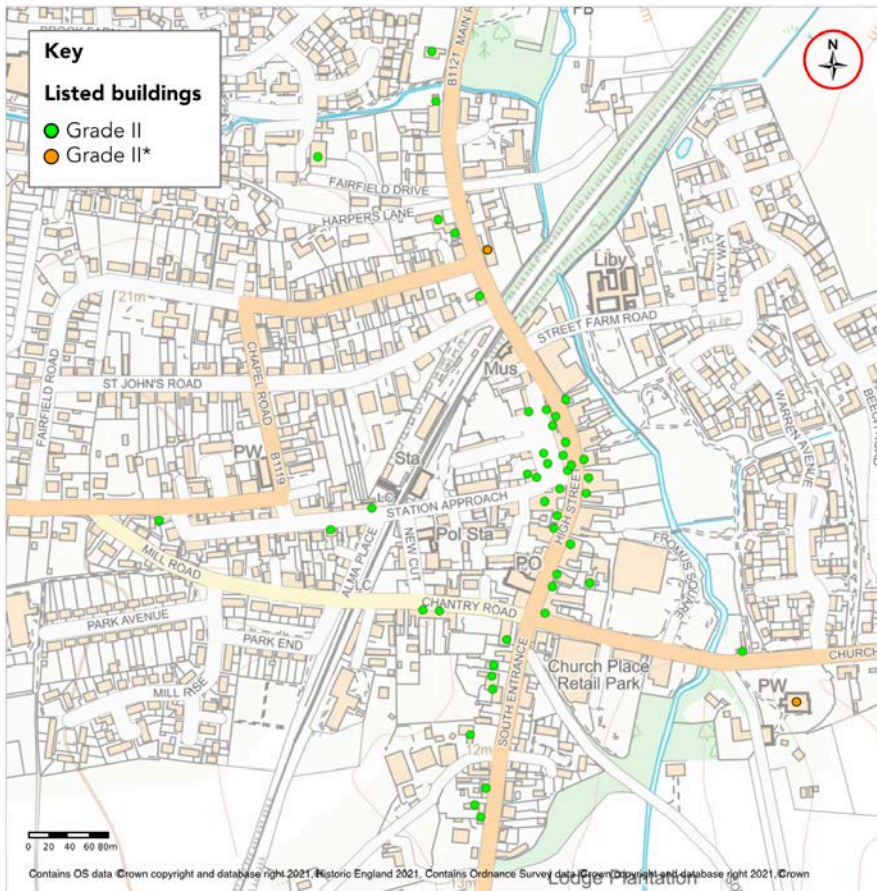 FB
Key
Listed buildings
Grade II
Grade II*
N
B1121
MAIN R
FAIRFIELD DRIVE
HARPERS LANE
Liby
HOLLY WAY
21m
STREET FARM ROAD
CHAPEL ROAD
Mus
FAIRFIELD ROAD
ST JOHN'S ROAD
WARREN AVENUE
BEECH ROAD
PW
B1119
Sta
LC
STATION APPROACH
HIGH STREET
ALMA PLACE
NEW CUT
Pol Sta
MILL ROAD
LC
PO
FROMUS SQUARE
PARK AVENUE
CHANTRY ROAD
PARK END
SOUTH ENTRANCE
Church Place
Retail Park
CHURCH
PW
MILL RISE
12m
0
80m
Contains OS data ©Crown copyright and database right 2021, Historic England 2021, Contains Ordnance Survey data ©Crown copyright and database right 2021, Crown
13m
Lodge Plantation